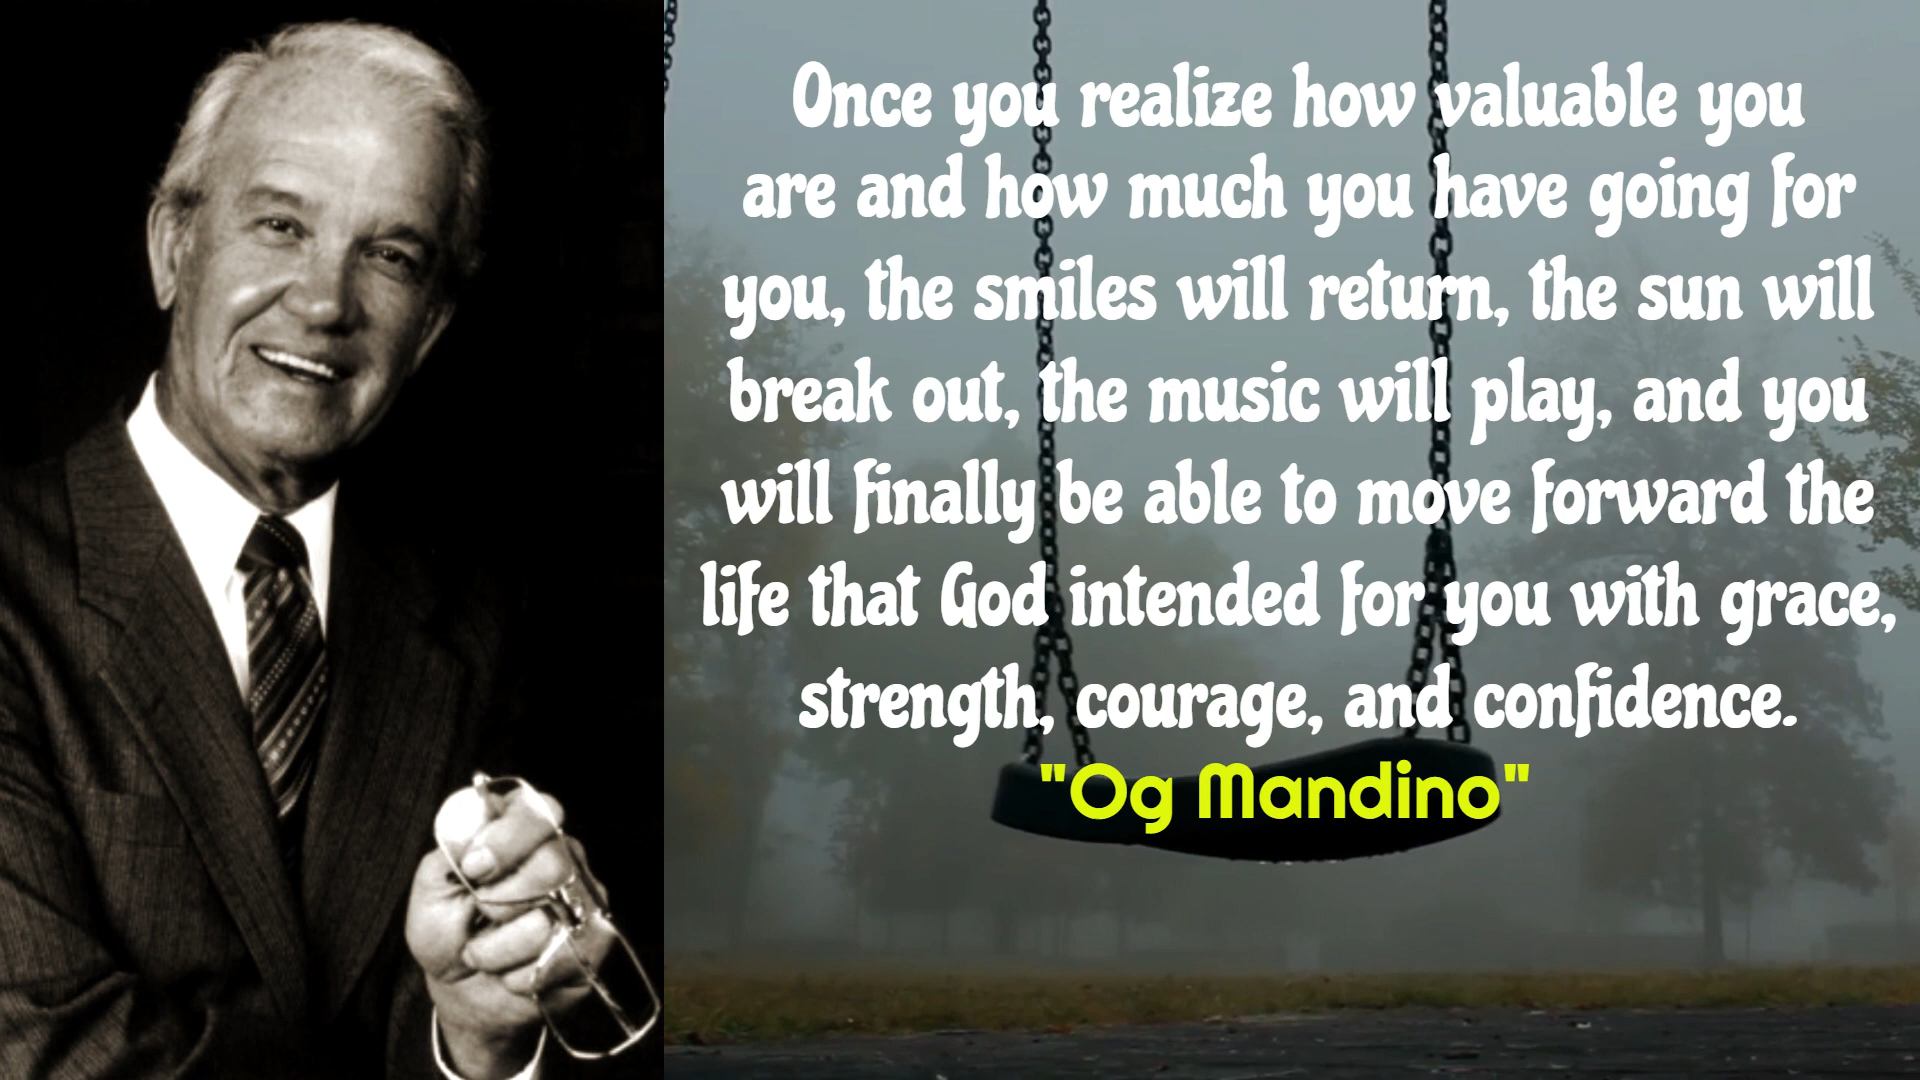 Once you realize how valuable you
are and how much you have going for
you, the smiles will return, the sun will
break out, the music will play, and you
will finally be able to move forward the
life that God intended for you with grace,
strength, courage, and confidence.
"Og Mandino"